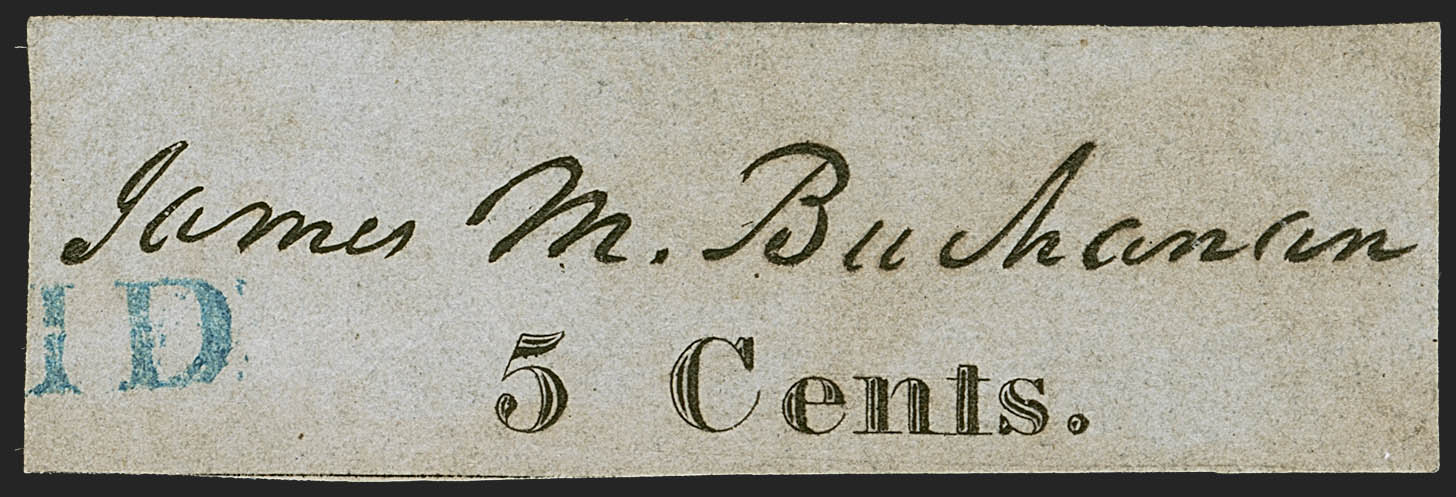 James M. Buchanan
ID
5 Cents.